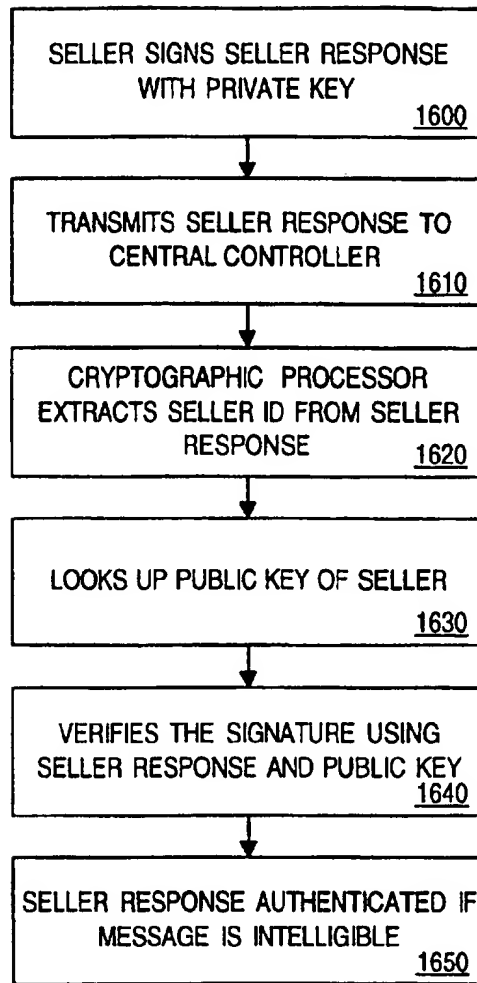 SELLER SIGNS SELLER RESPONSE
WITH PRIVATE KEY
1600
TRANSMITS SELLER RESPONSE TO
CENTRAL CONTROLLER
1610
CRYPTOGRAPHIC PROCESSOR
EXTRACTS SELLER ID FROM SELLER
RESPONSE
1620
LOOKS UP PUBLIC KEY OF SELLER
1630
VERIFIES THE SIGNATURE USING
SELLER RESPONSE AND PUBLIC KEY
1640
SELLER RESPONSE AUTHENTICATED IF
MESSAGE IS INTELLIGIBLE
1650